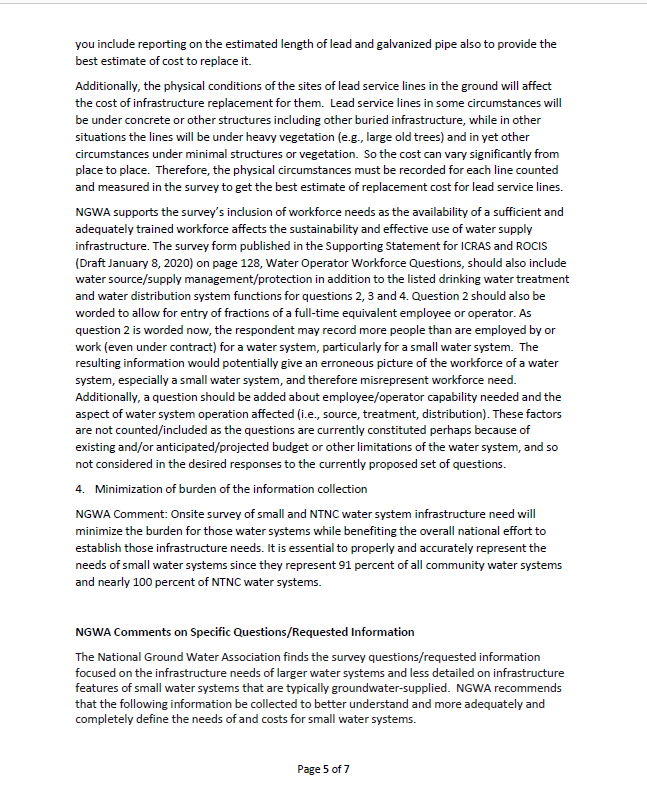 you include reporting on the estimated length of lead and galvanized pipe also to provide the
best estimate of cost to replace it.
Additionally, the physical conditions of the sites of lead service lines in the ground will affect
the cost of infrastructure replacement for them.  Lead service lines in some circumstances will
be under concrete or other structures including other buried infrastructure, while in other
situations the lines will be under heavy vegetation (e.g., large old trees) and in yet other
circumstances under minimal structures or vegetation.  So the cost can vary significantly from
place to place.  Therefore, the physical circumstances must be recorded for each line counted
and measured in the survey to get the best estimate of replacement cost for lead service lines.
NGWA supports the survey's inclusion of workforce needs as the availability of a sufficient and
adequately trained workforce affects the sustainability and effective use of water supply
infrastructure. The survey form published in the Supporting Statement for ICRAS and ROCIS
(Draft January 8, 2020) on page 128, Water Operator Workforce Questions, should also include
water source/supply management/protection in addition to the listed drinking water treatment
and water distribution system functions for questions 2, 3 and 4. Question 2 should also be
worded to allow for entry of fractions of a full-time equivalent employee or operator. As
question 2 is worded now, the respondent may record more people than are employed by or
work (even under contract) for a water system, particularly for a small water system.  The
resulting information would potentially give an erroneous picture of the workforce of a water
system, especially a small water system, and therefore misrepresent workforce need.
Additionally, a question should be added about employee/operator capability needed and the
aspect of water system operation affected (i.e., source, treatment, distribution). These factors
are not counted/included as the questions are currently constituted perhaps because of
existing and/or anticipated/projected budget or other limitations of the water system, and so
not considered in the desired responses to the currently proposed set of questions.
4.   Minimization of burden of the information collection
NGWA Comment: Onsite survey of small and NTNC water system infrastructure need will
minimize the burden for those water systems while benefiting the overall national effort to
establish those infrastructure needs. It is essential to properly and accurately represent the
needs of small water systems since they represent 91 percent of all community water systems
and nearly 100 percent of NTNC water systems.
NGWA Comments on Specific Questions/Requested Information
The National Ground Water Association finds the survey questions/requested information
focused on the infrastructure needs of larger water systems and less detailed on infrastructure
features of small water systems that are typically groundwater-supplied.  NGWA recommends
that the following information be collected to better understand and more adequately and
completely define the needs of and costs for small water systems.
Page 5 of 7